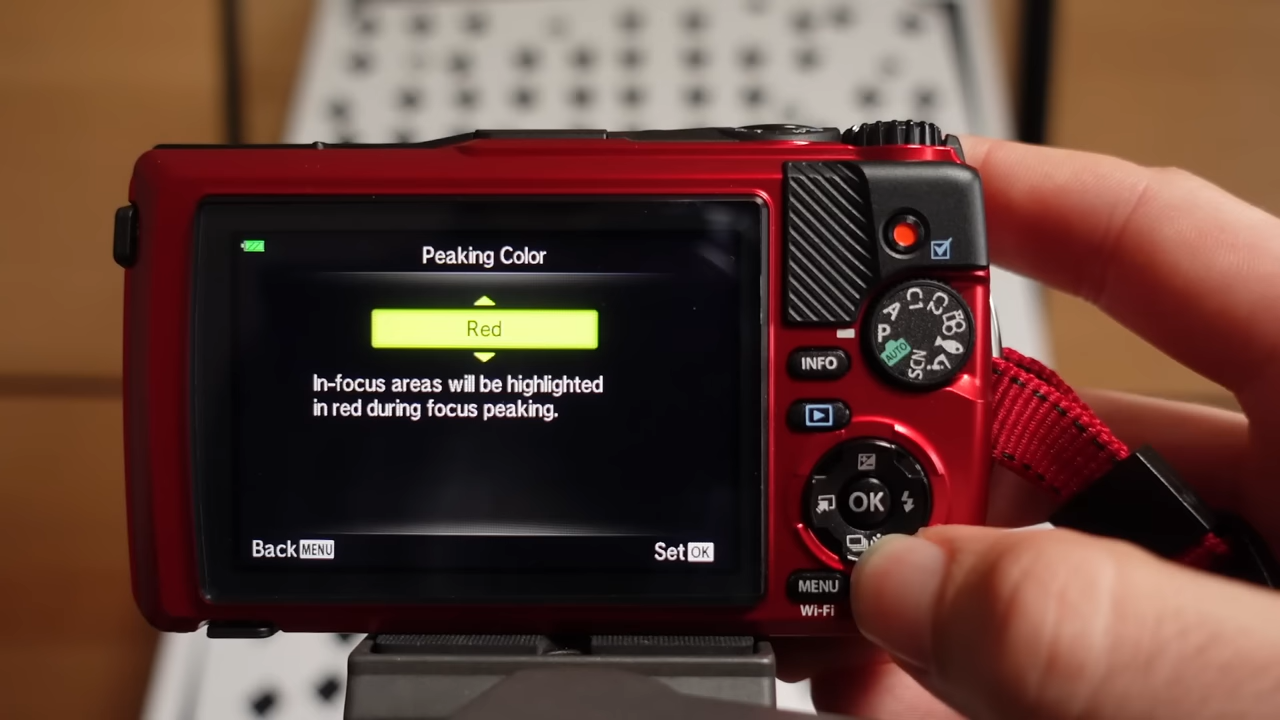 Peaking Color
Red
In-focus areas will be highlighted
in red during focus peaking.
Back MENU
Set OK
C1
C2
A
P
AUTO
SCN
INFO
OK
MENU
Wi-Fi